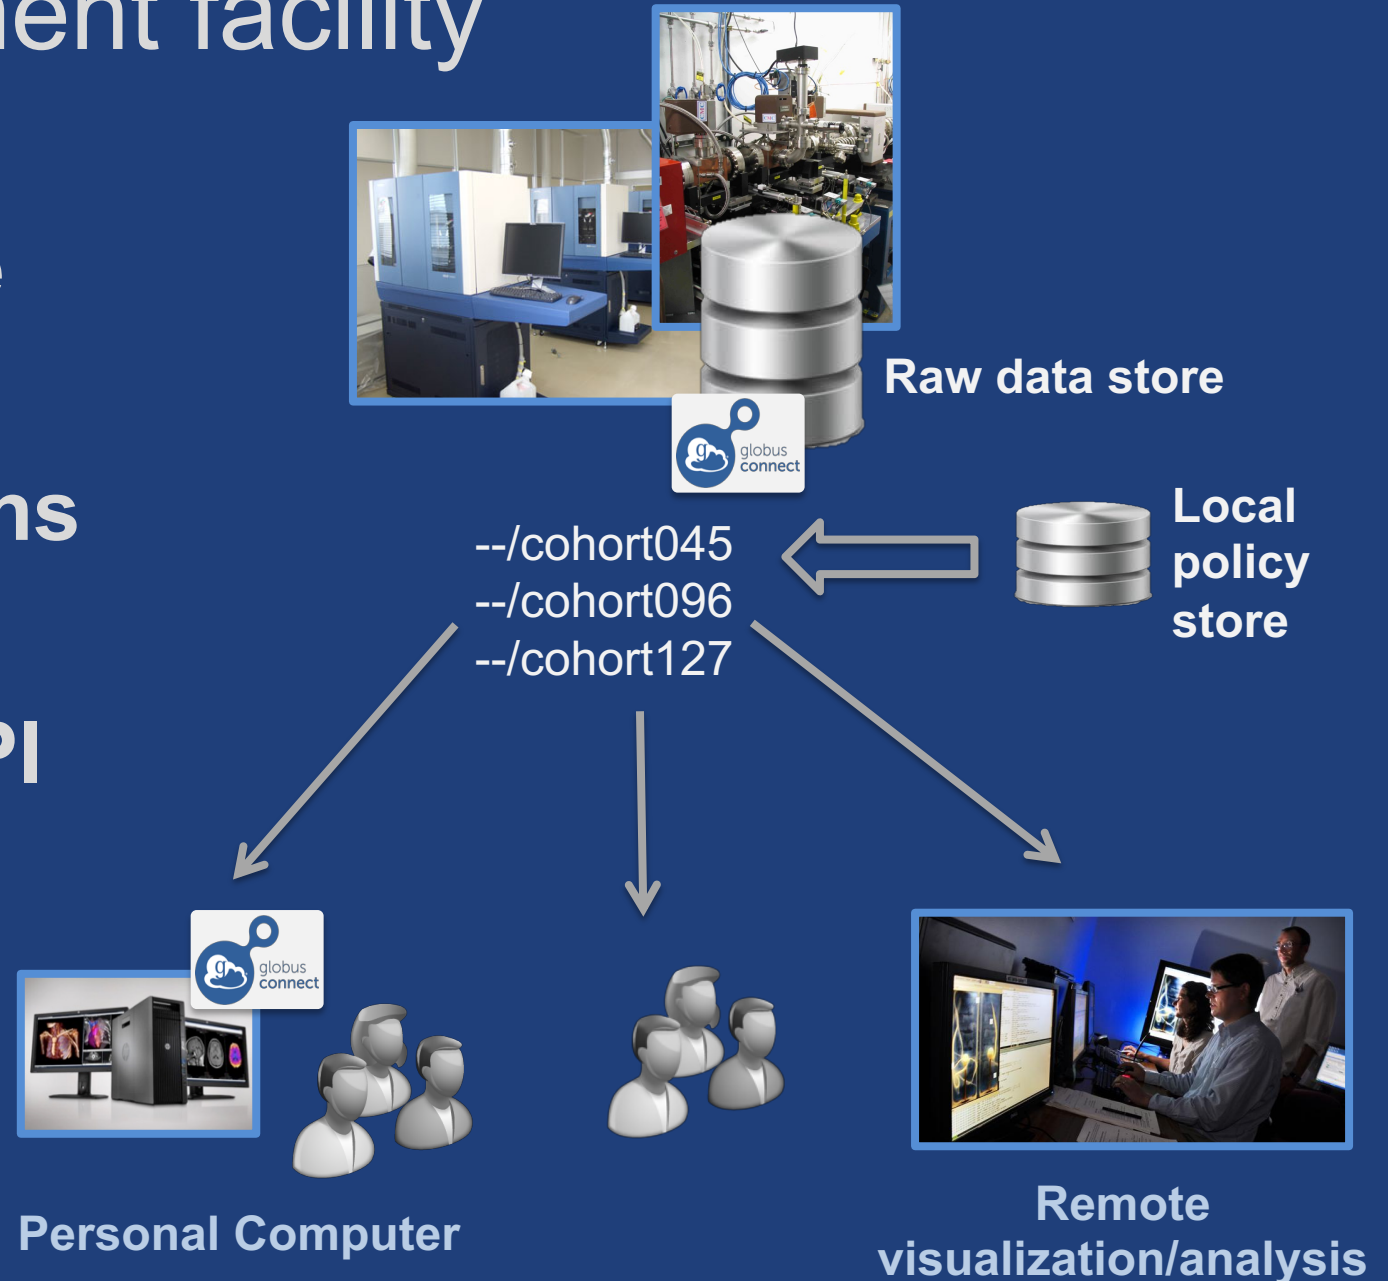 ent facility
Raw data store
globus
connect
ns
--/cohort045
--/cohort096
--/cohort127
Local
policy
store
PI
globus
connect
Personal Computer
Remote
visualization/analysis